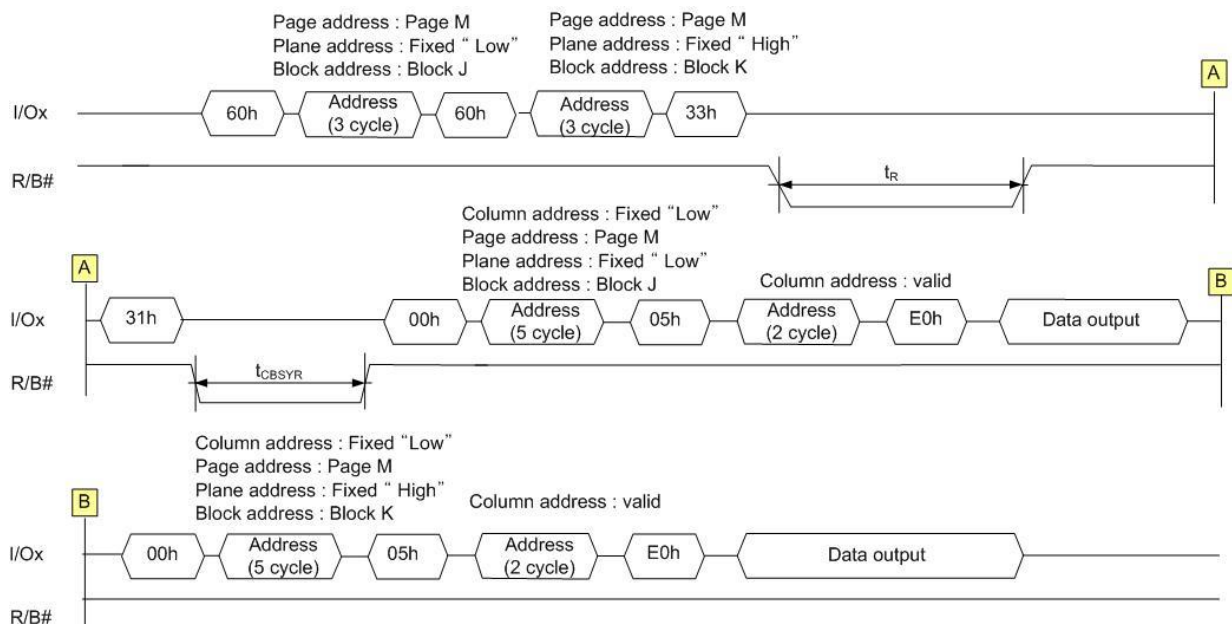 Page address : Page M
Plane address : Fixed “ Low”
Block address : Block J
Page address : Page M
Plane address : Fixed “ High”
Block address : Block K
A
I/Ox
60h
Address
(3 cycle)
60h
Address
(3 cycle)
33h
R/B#
tR
Column address : Fixed “Low”
Page address : Page M
Plane address : Fixed “ Low”
Block address : Block J
Column address : valid
A
B
I/Ox
31h
00h
Address
(5 cycle)
05h
Address
(2 cycle)
E0h
Data output
R/B#
tCBSYR
Column address : Fixed “Low”
Page address : Page M
Plane address : Fixed “ High”
Block address : Block K
Column address : valid
B
I/Ox
00h
Address
(5 cycle)
05h
Address
(2 cycle)
E0h
Data output
R/B#